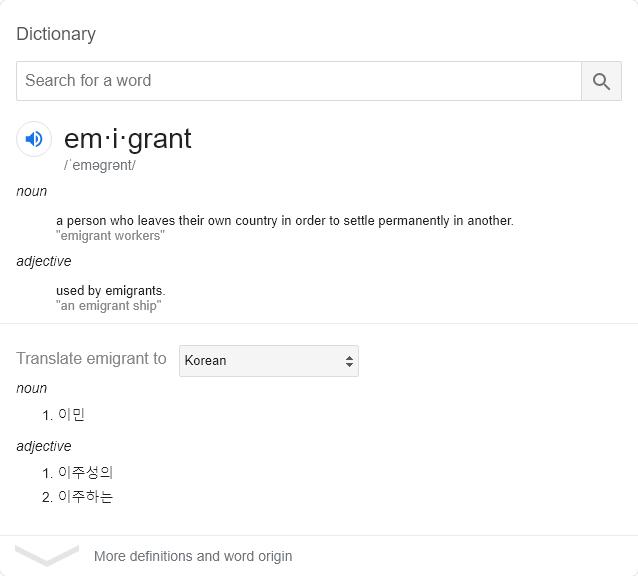 Dictionary
Search for a word
em·i·grant
/ˈeməɡrənt/
noun
a person who leaves their own country in order to settle permanently in another.
"emigrant workers"
adjective
used by emigrants.
"an emigrant ship"
Translate emigrant to Korean
noun
1. 이민
adjective
1. 이주성의
2. 이주하는
More definitions and word origin